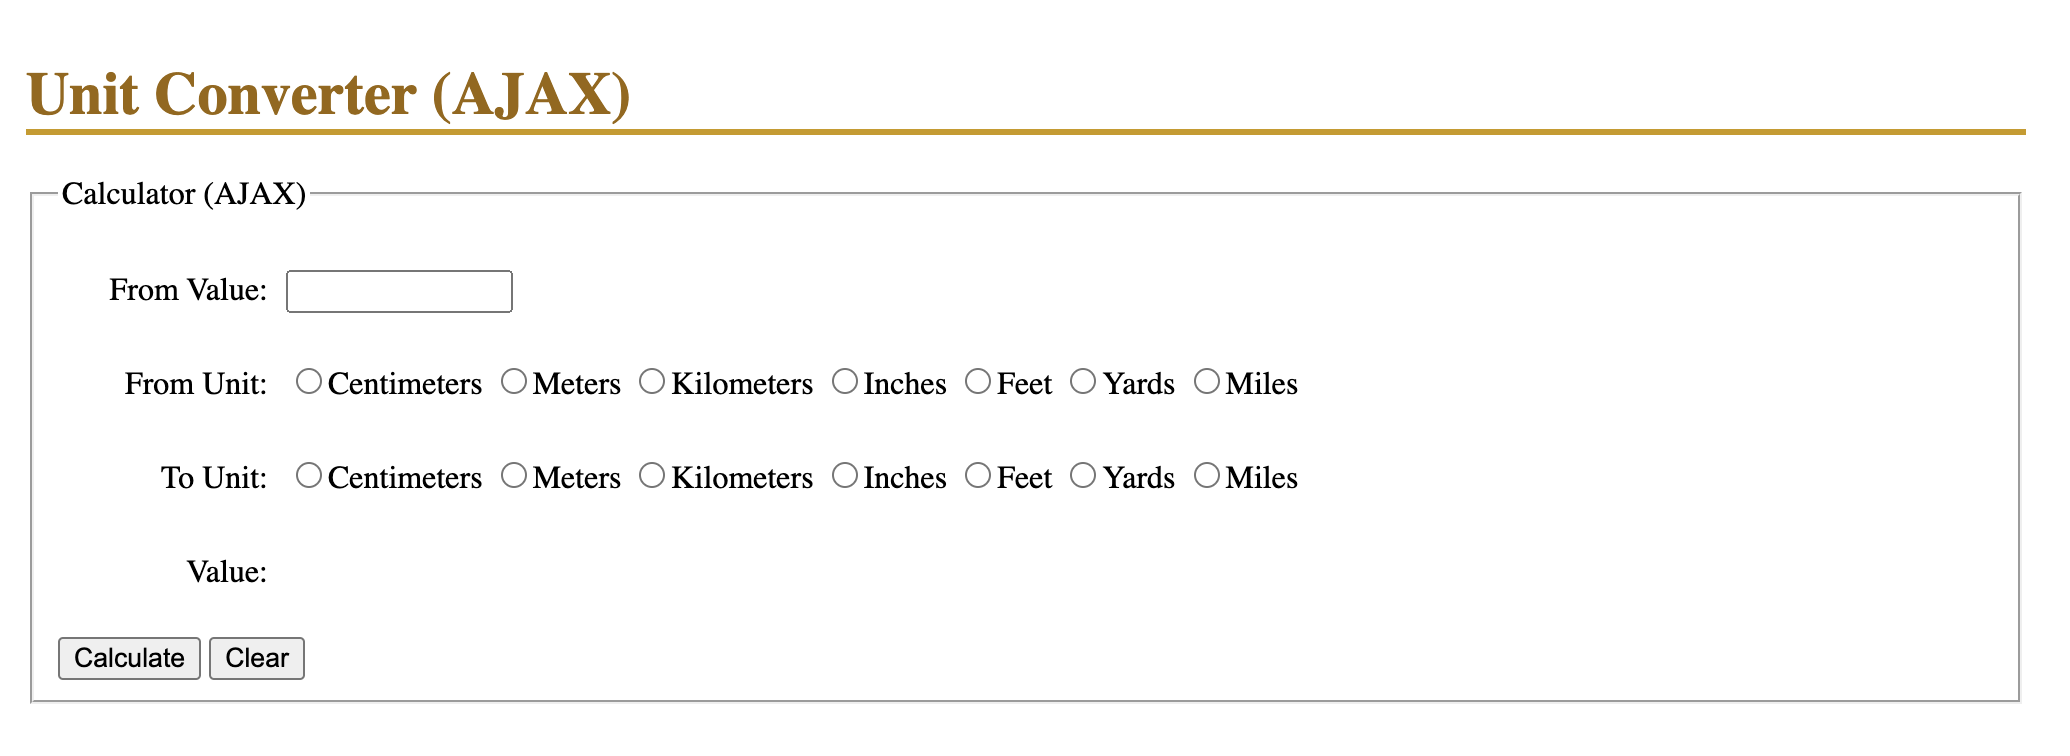 Unit Converter (AJAX)
Calculator (AJAX)
From Value:
From Unit: Centimeters Meters Kilometers Inches Feet Yards Miles
To Unit: Centimeters Meters Kilometers Inches Feet Yards Miles
Value:
Calculate Clear